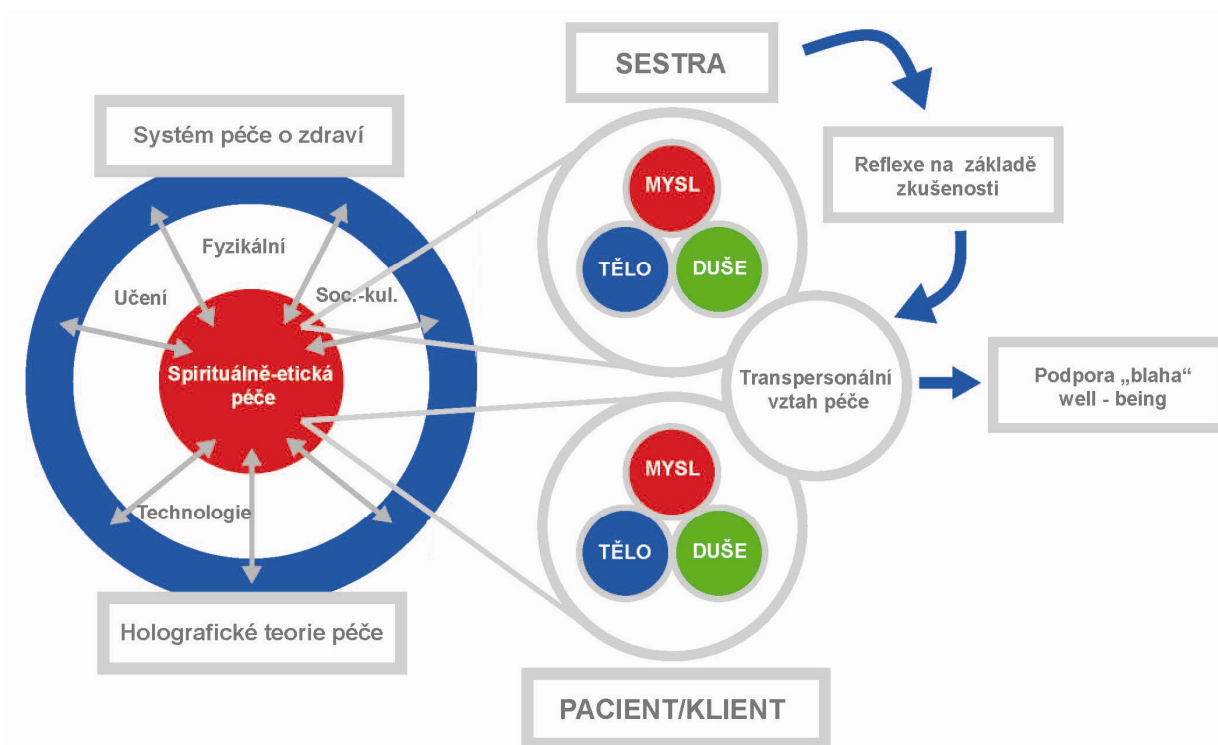 Systém péče o zdraví
Fyzikální
Učení
Soc.-kul.
Spirituálně-etická
péče
Technologie
Holografické teorie péče
SESTRA
MYSL
TĚLO
DUŠE
Reflexe na základě
zkušenosti
Transpersonální
vztah péče
Podpora „blaha“
well - being
MYSL
TĚLO
DUŠE
PACIENT/KLIENT